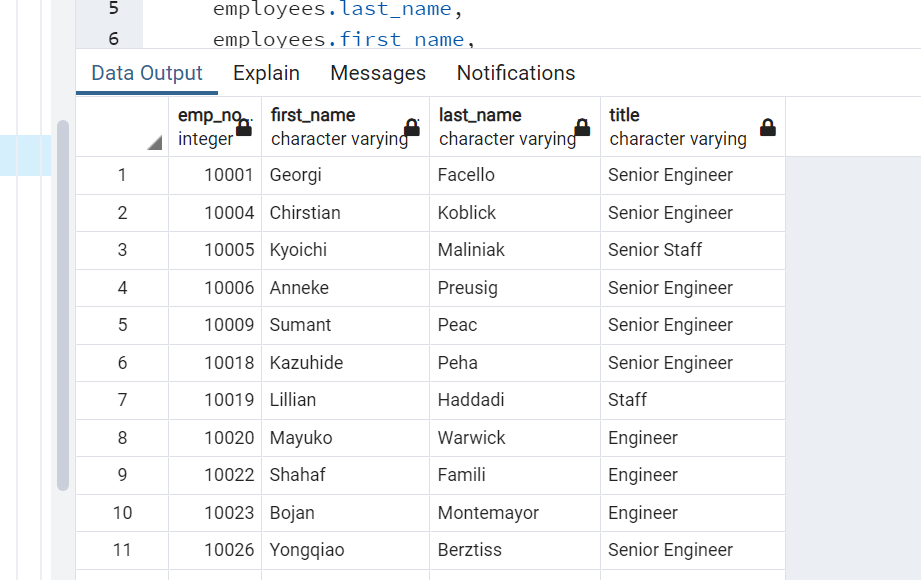 5 employees.last_name,
6 employees.first_name,
Data Output Explain Messages Notifications
emp_no.. first_name last_name title
integer character varying character varying character varying
1 10001 Georgi Facello Senior Engineer
2 10004 Chirstian Koblick Senior Engineer
3 10005 Kyoichi Maliniak Senior Staff
4 10006 Anneke Preusig Senior Engineer
5 10009 Sumant Peac Senior Engineer
6 10018 Kazuhide Peha Senior Engineer
7 10019 Lillian Haddadi Staff
8 10020 Mayuko Warwick Engineer
9 10022 Shahaf Famili Engineer
10 10023 Bojan Montemayor Engineer
11 10026 Yongqiao Berztiss Senior Engineer